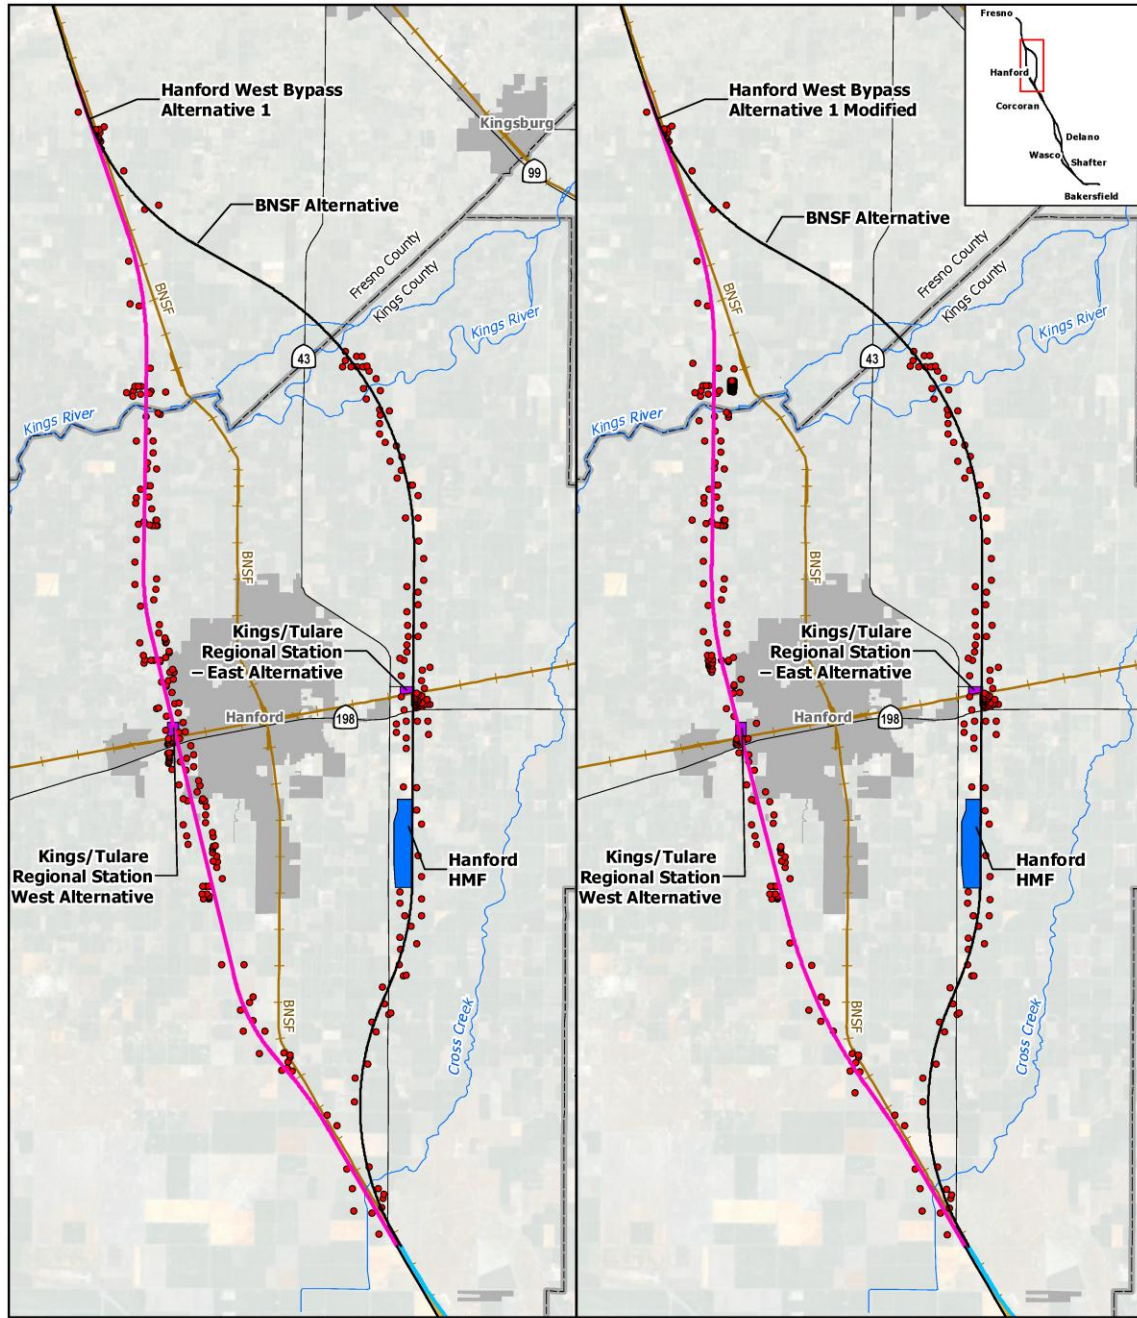 Hanford West Bypass
Alternative 1
Kingsburg
99
BNSF Alternative
BNSF
Fresno County
Kings County
Kings River
43
Kings River
BNSF
Kings/Tulare
Regional Station
– East Alternative
Hanford
198
Kings/Tulare
Regional Station
West Alternative
Hanford
HMF
BNSF
Cross Creek
Hanford West Bypass
Alternative 1 Modified
Fresno
Hanford
Corcoran
Delano
Wasco
Shafter
Bakersfield
BNSF Alternative
BNSF
Fresno County
Kings County
Kings River
43
Kings River
BNSF
Kings/Tulare
Regional Station
– East Alternative
Hanford
198
Kings/Tulare
Regional Station
West Alternative
Hanford
HMF
BNSF
Cross Creek